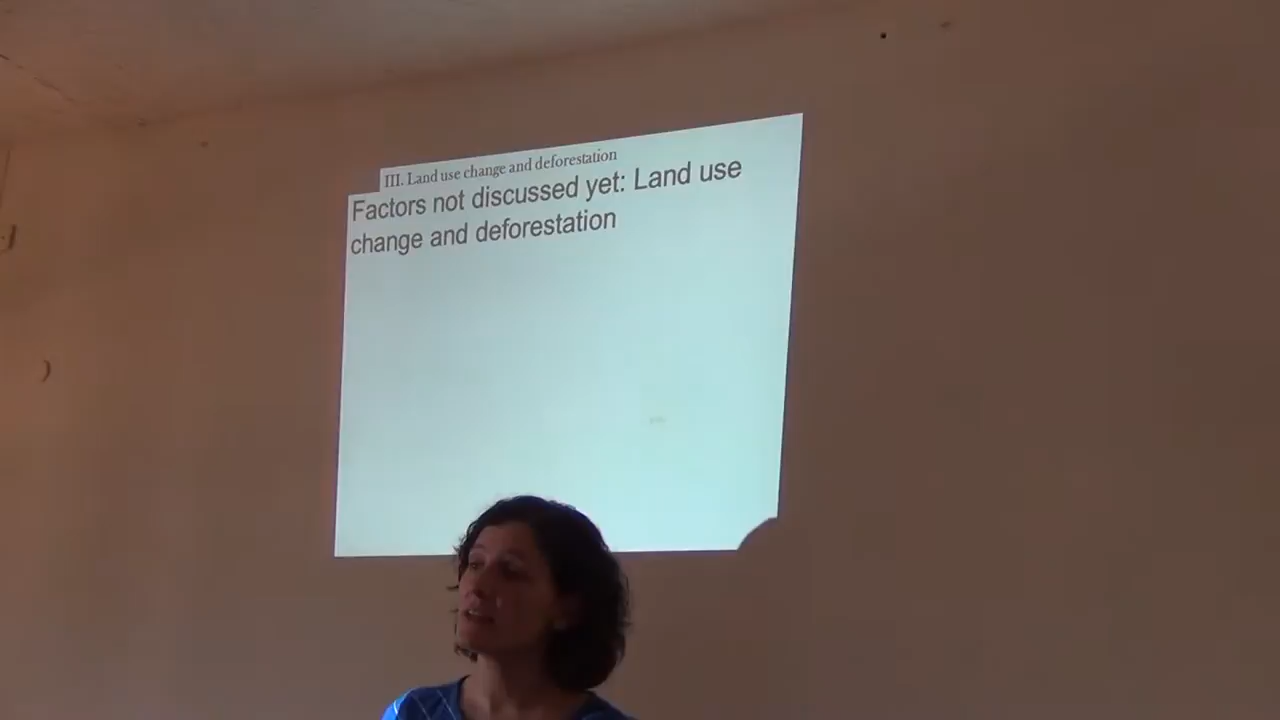 III. Land use change and deforestation
Factors not discussed yet: Land use
change and deforestation